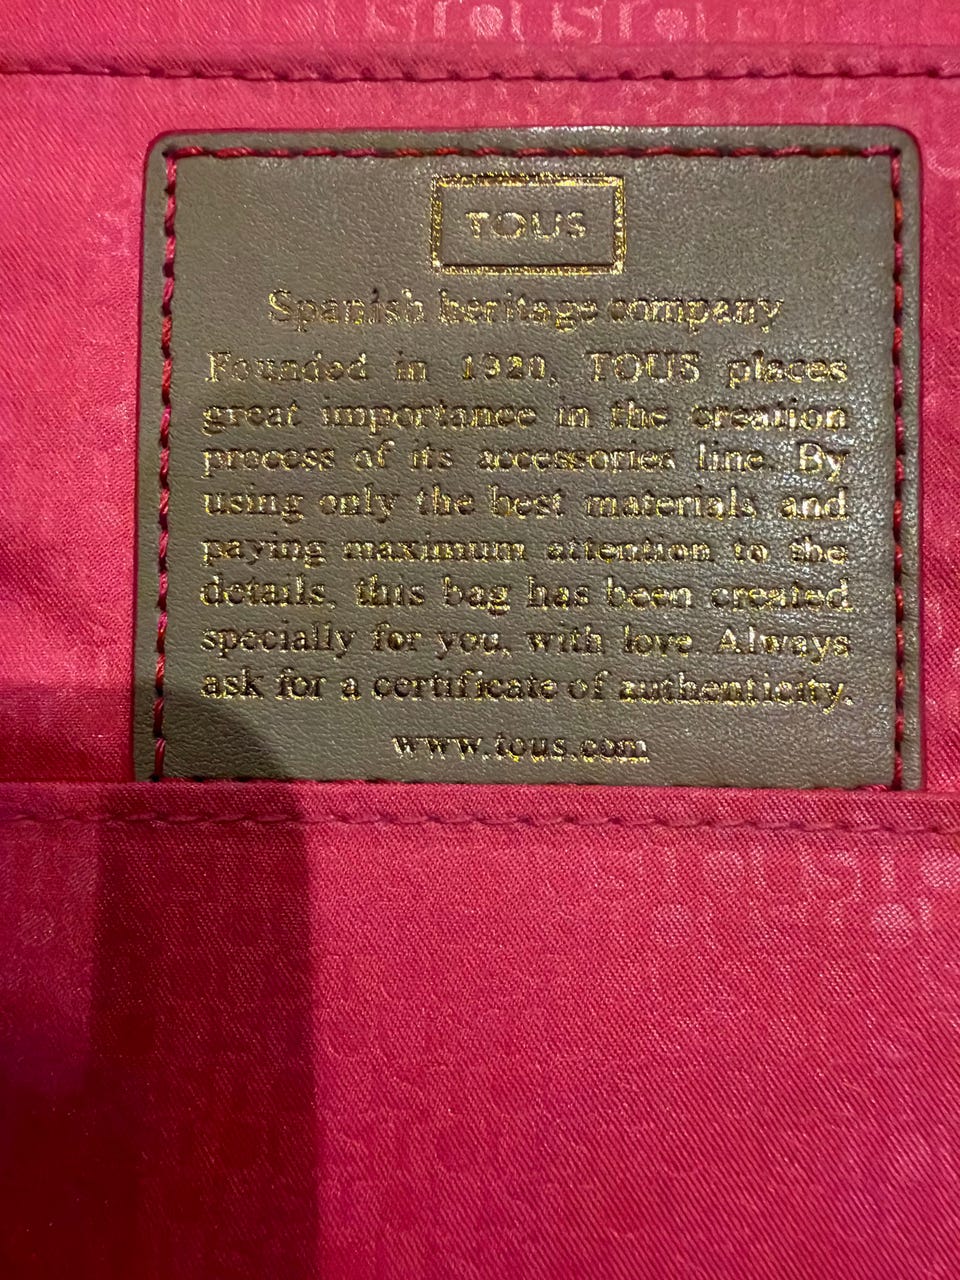 TOUS
Spanish heritage company
Founded in 1920, TOUS places
great importance in the creation
process of its accessories line. By
using only the best materials and
paying maximum attention to the
details, this bag has been created
specially for you, with love. Always
ask for a certificate of authenticity.
www.tous.com